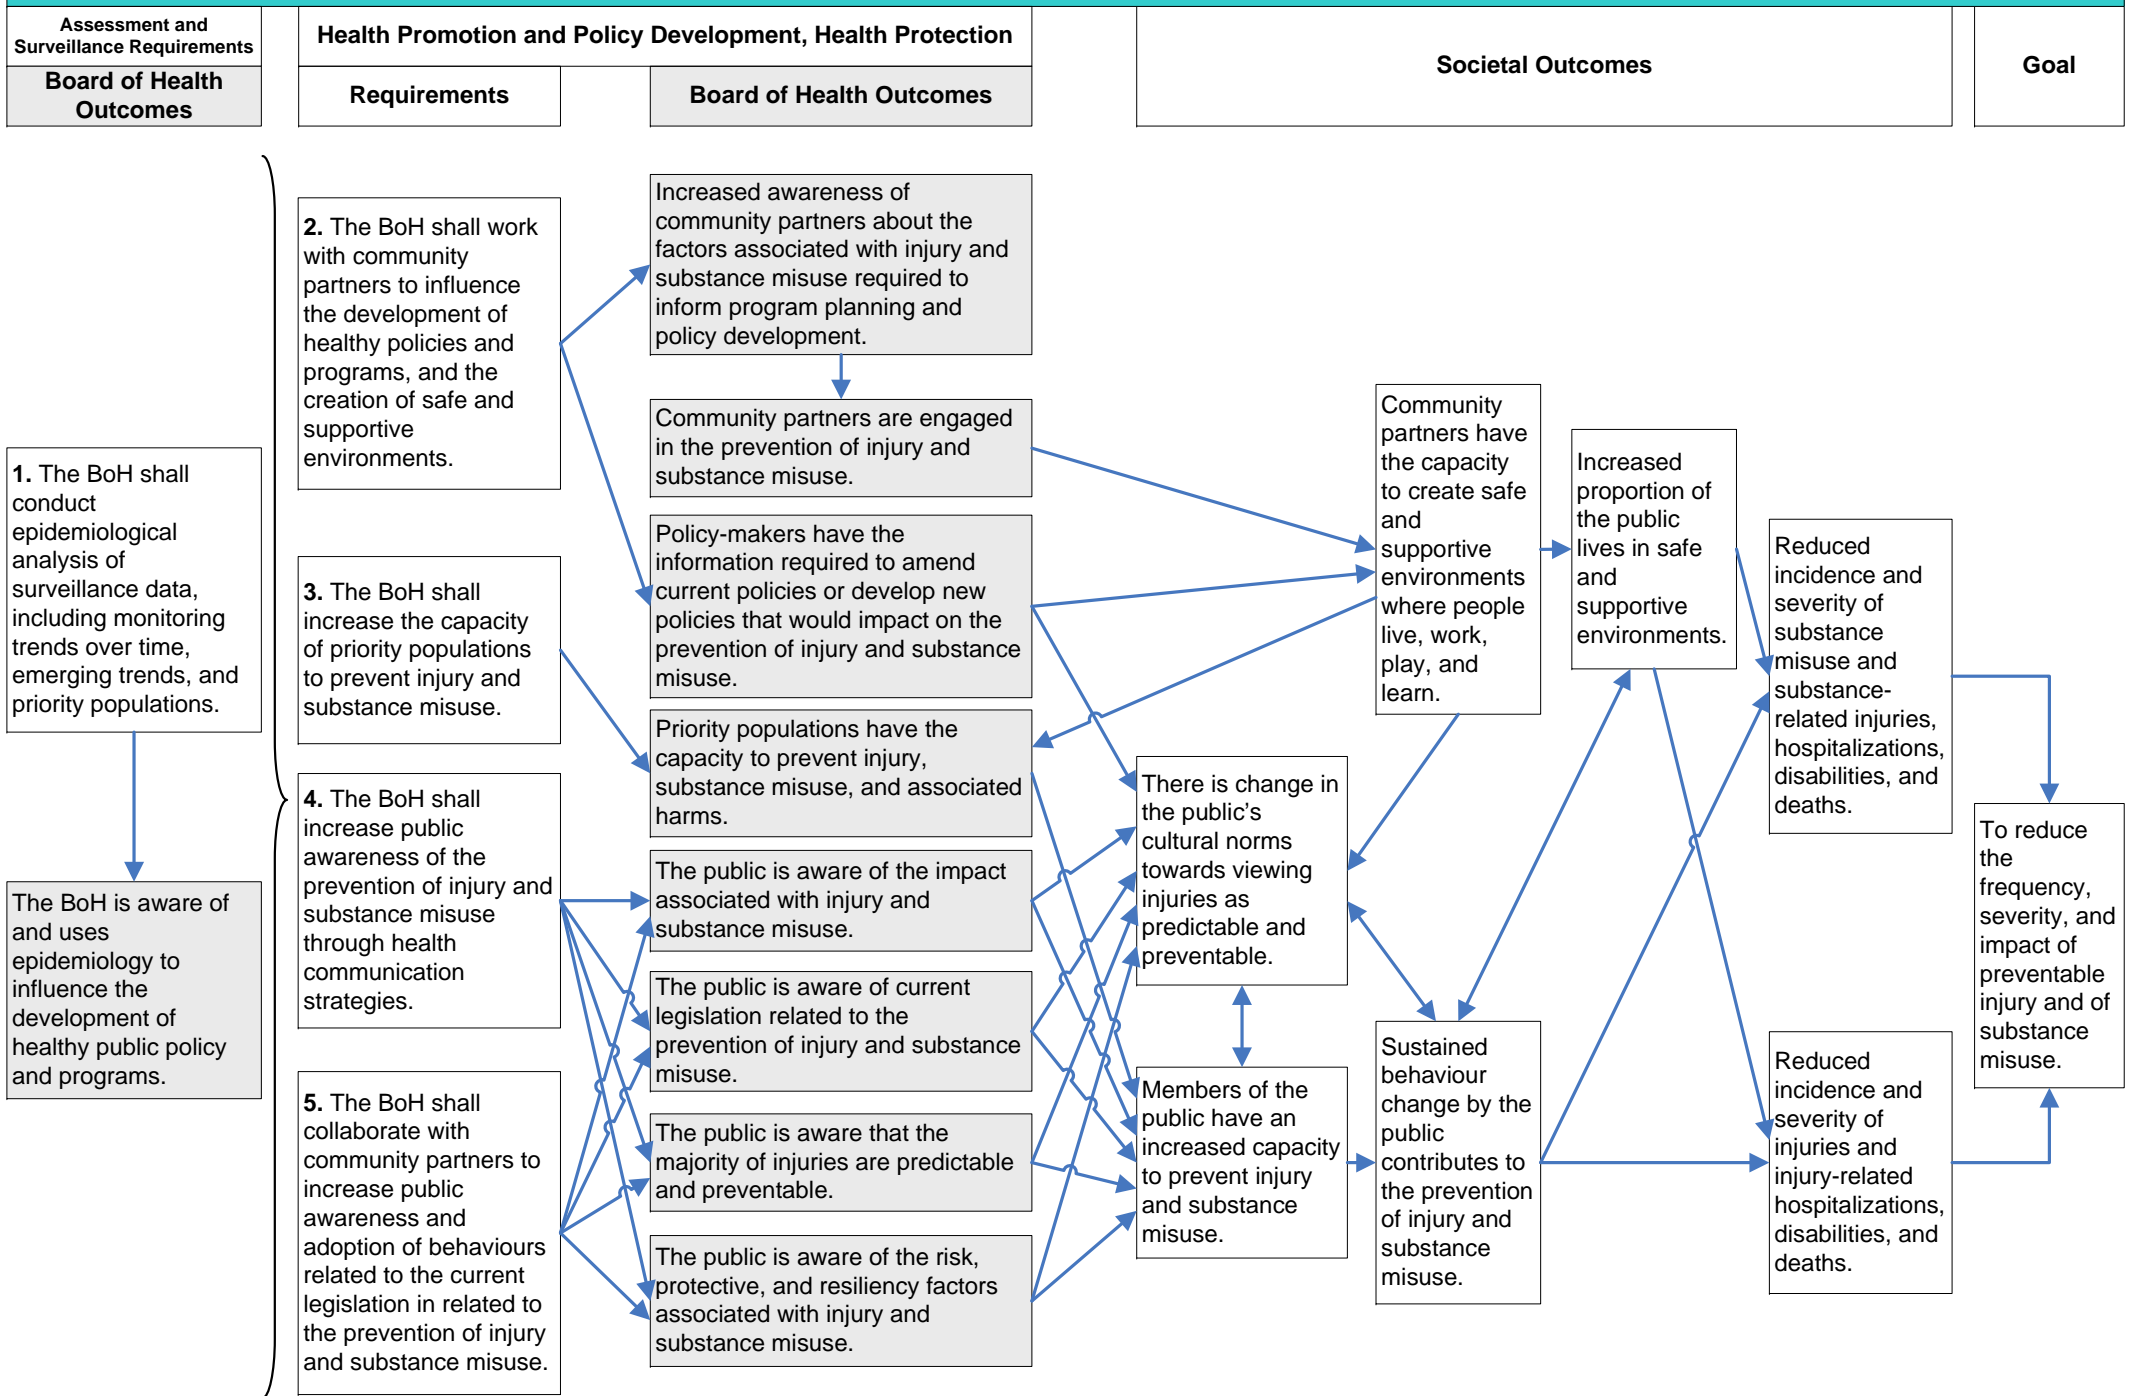 Assessment and
Surveillance Requirements
Board of Health
Outcomes
Health Promotion and Policy Development, Health Protection
Requirements
Board of Health Outcomes
Societal Outcomes
Goal
1. The BoH shall
conduct
epidemiological
analysis of
surveillance data,
including monitoring
trends over time,
emerging trends, and
priority populations.
The BoH is aware of
and uses
epidemiology to
influence the
development of
healthy public policy
and programs.
2. The BoH shall work
with community
partners to influence
the development of
healthy policies and
programs, and the
creation of safe and
supportive
environments.
3. The BoH shall
increase the capacity
of priority populations
to prevent injury and
substance misuse.
4. The BoH shall
increase public
awareness of the
prevention of injury and
substance misuse
through health
communication
strategies.
5. The BoH shall
collaborate with
community partners to
increase public
awareness and
adoption of behaviours
related to the current
legislation in related to
the prevention of injury
and substance misuse.
Increased awareness of
community partners about the
factors associated with injury and
substance misuse required to
inform program planning and
policy development.
Community partners are engaged
in the prevention of injury and
substance misuse.
Policy-makers have the
information required to amend
current policies or develop new
policies that would impact on the
prevention of injury and substance
misuse.
Priority populations have the
capacity to prevent injury,
substance misuse, and associated
harms.
The public is aware of the impact
associated with injury and
substance misuse.
The public is aware of current
legislation related to the
prevention of injury and substance
misuse.
The public is aware that the
majority of injuries are predictable
and preventable.
The public is aware of the risk,
protective, and resiliency factors
associated with injury and
substance misuse.
There is change in
the public’s
cultural norms
towards viewing
injuries as
predictable and
preventable.
Members of the
public have an
increased capacity
to prevent injury
and substance
misuse.
Community
partners have
the capacity
to create safe
and
supportive
environments
where people
live, work,
play, and
learn.
Sustained
behaviour
change by the
public
contributes to
the prevention
of injury and
substance
misuse.
Increased
proportion of
the public
lives in safe
and
supportive
environments.
Reduced
incidence and
severity of
substance
misuse and
substance-
related injuries,
hospitalizations,
disabilities, and
deaths.
Reduced
incidence and
severity of
injuries and
injury-related
hospitalizations,
disabilities, and
deaths.
To reduce
the
frequency,
severity, and
impact of
preventable
injury and of
substance
misuse.